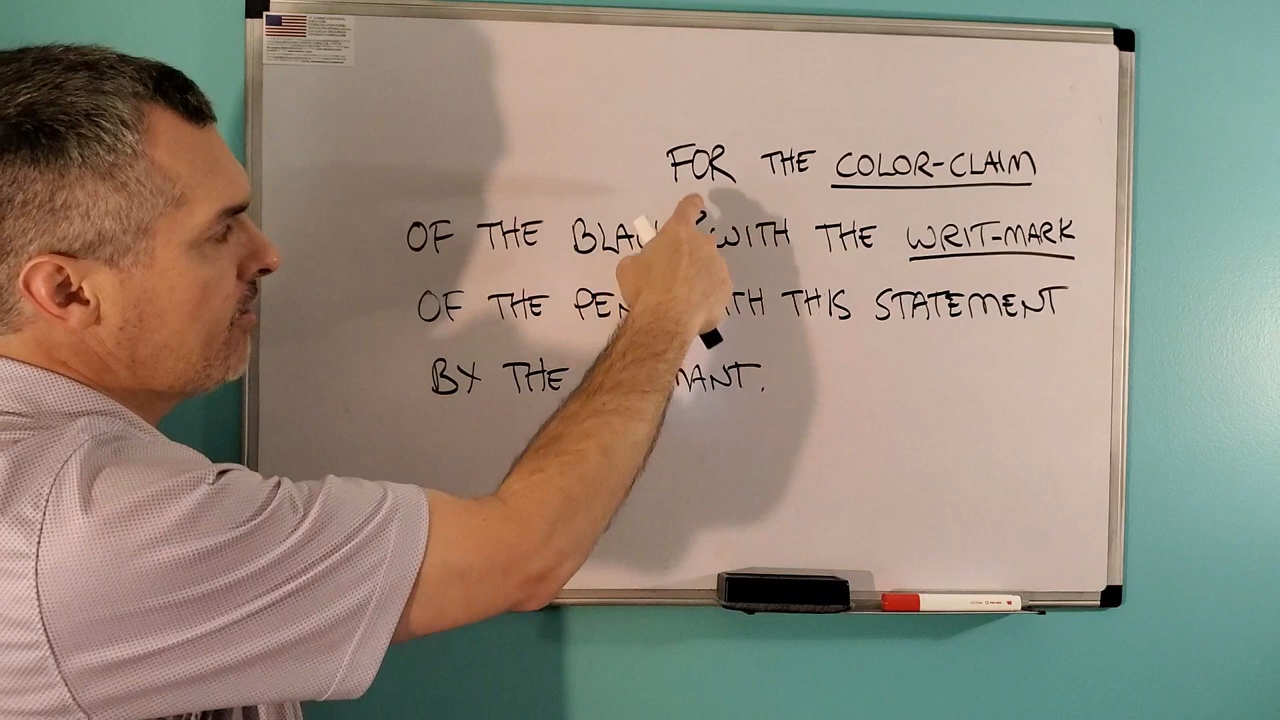 FOR THE COLOR-CLAIM
OF THE WITH THE WRIT-MARK
OF THE THIS STATEMENT
BY THE